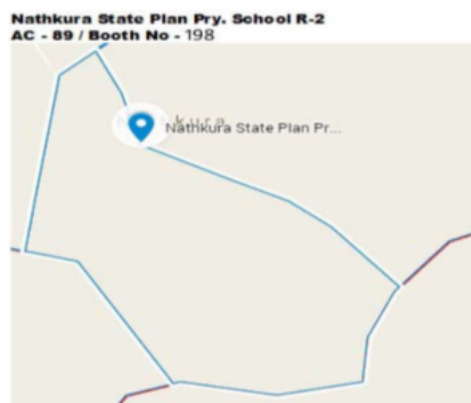 Nathkura State Plan Pry. School R-2
AC - 89 / Booth No - 198
Nathkura State Plan Pr...